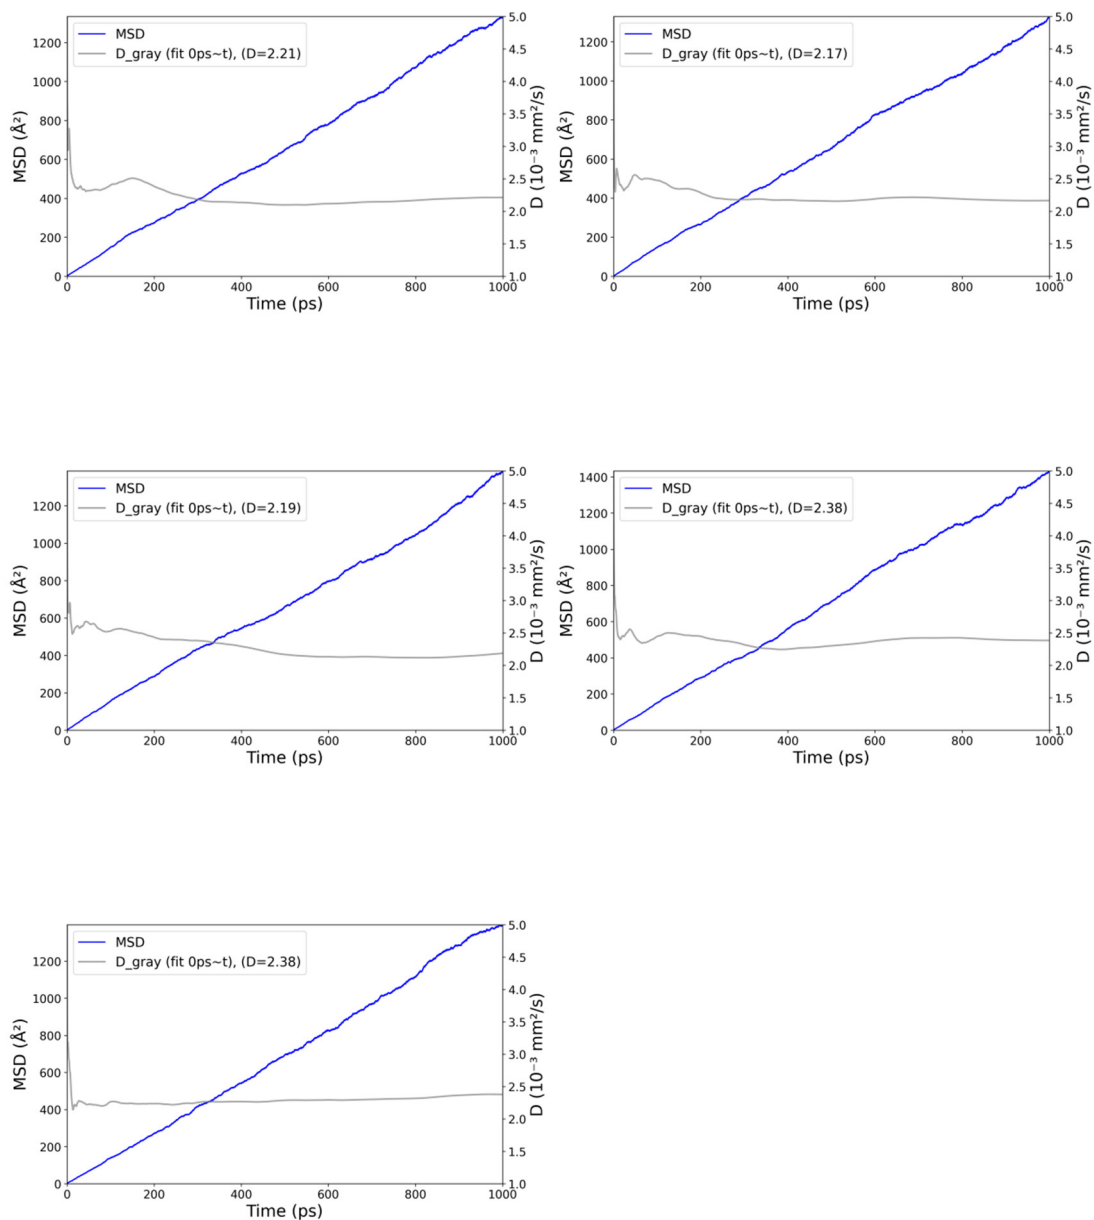 MSD
D_gray (fit 0ps~t), (D=2.21)
MSD (Å²)
1200
1000
800
600
400
200
0
5.0
4.5
4.0
3.5
3.0
2.5
2.0
1.5
1.0
D (10⁻³ mm²/s)
0 200 400 600 800 1000
Time (ps)
MSD
D_gray (fit 0ps~t), (D=2.17)
MSD (Å²)
1200
1000
800
600
400
200
0
5.0
4.5
4.0
3.5
3.0
2.5
2.0
1.5
1.0
D (10⁻³ mm²/s)
0 200 400 600 800 1000
Time (ps)
MSD
D_gray (fit 0ps~t), (D=2.19)
MSD (Å²)
1200
1000
800
600
400
200
0
5.0
4.5
4.0
3.5
3.0
2.5
2.0
1.5
1.0
D (10⁻³ mm²/s)
0 200 400 600 800 1000
Time (ps)
MSD
D_gray (fit 0ps~t), (D=2.38)
MSD (Å²)
1400
1200
1000
800
600
400
200
0
5.0
4.5
4.0
3.5
3.0
2.5
2.0
1.5
1.0
D (10⁻³ mm²/s)
0 200 400 600 800 1000
Time (ps)
MSD
D_gray (fit 0ps~t), (D=2.38)
MSD (Å²)
1200
1000
800
600
400
200
0
5.0
4.5
4.0
3.5
3.0
2.5
2.0
1.5
1.0
D (10⁻³ mm²/s)
0 200 400 600 800 1000
Time (ps)